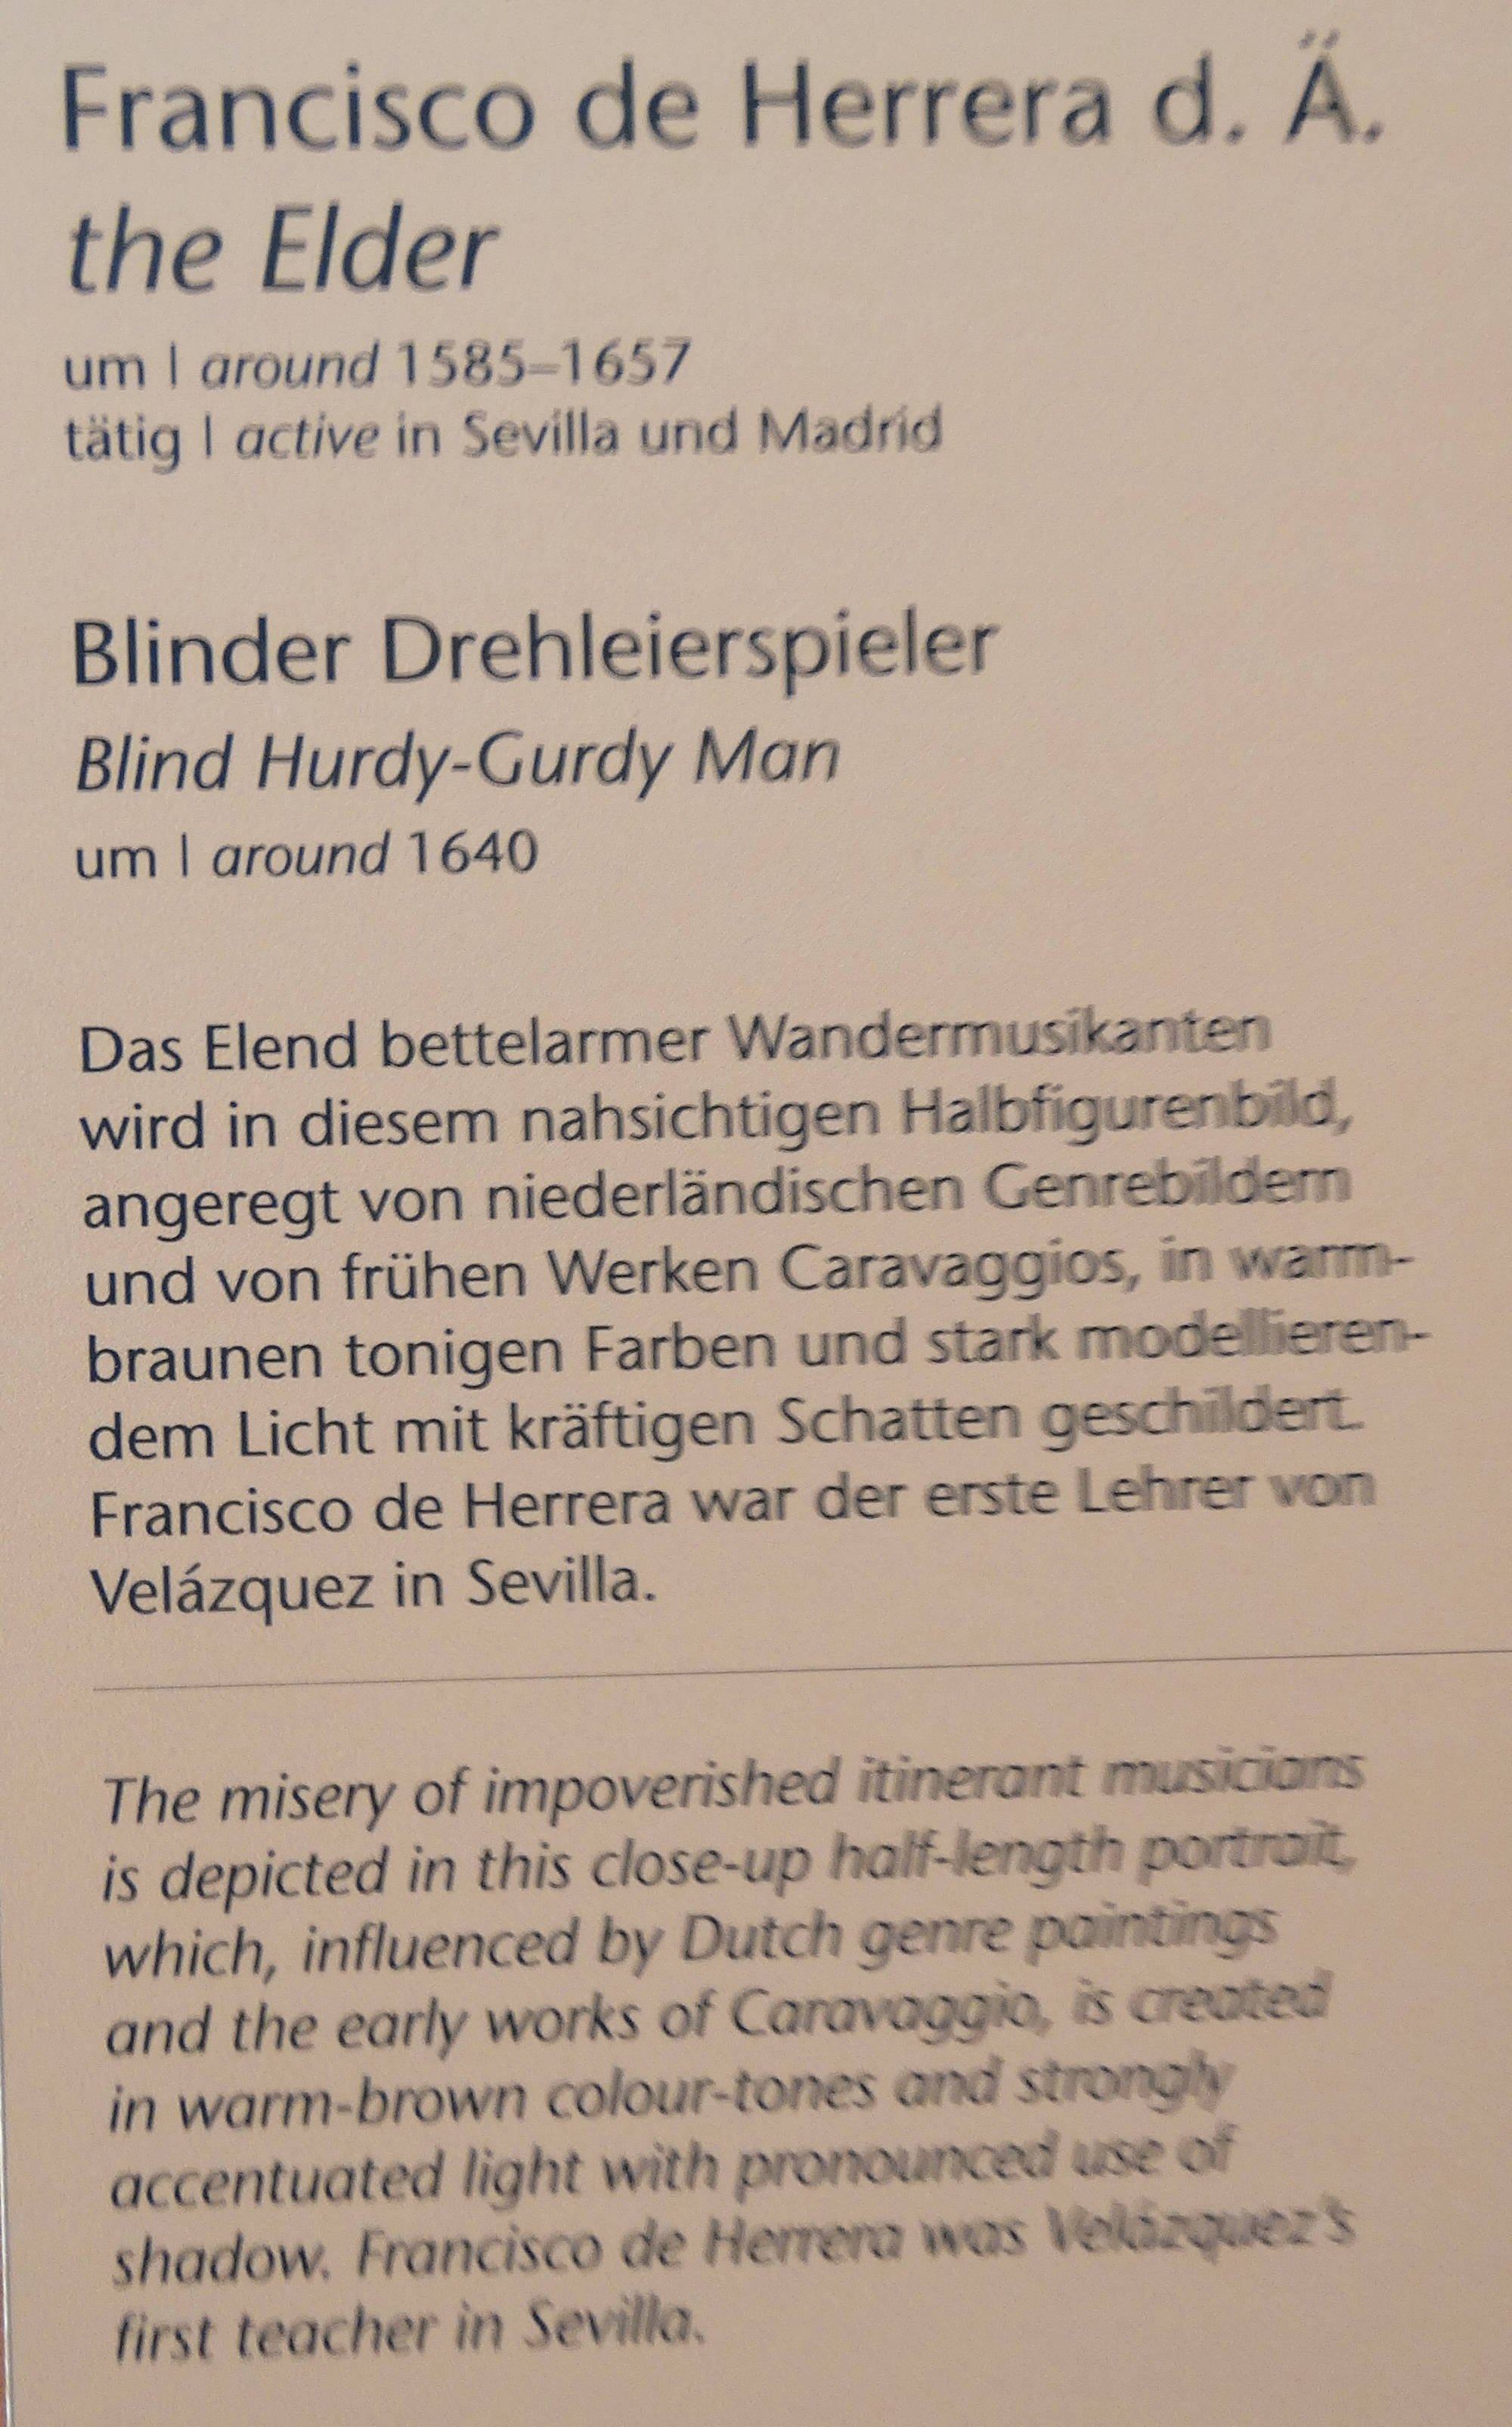 Francisco de Herrera d. Ä.
the Elder
um | around 1585–1657
tätig | active in Sevilla und Madrid
Blinder Drehleierspieler
Blind Hurdy-Gurdy Man
um | around 1640
Das Elend bettelarmer Wandermusikanten
wird in diesem nahsichtigen Halbfigurenbild,
angeregt von niederländischen Genrebildern
und von frühen Werken Caravaggios, in warm-
braunen tonigen Farben und stark modellieren-
dem Licht mit kräftigen Schatten geschildert.
Francisco de Herrera war der erste Lehrer von
Velázquez in Sevilla.
The misery of impoverished itinerant musicians
is depicted in this close-up half-length portrait,
which, influenced by Dutch genre paintings
and the early works of Caravaggio, is created
in warm-brown colour-tones and strongly
accentuated light with pronounced use of
shadow. Francisco de Herrera was Velázquez's
first teacher in Sevilla.